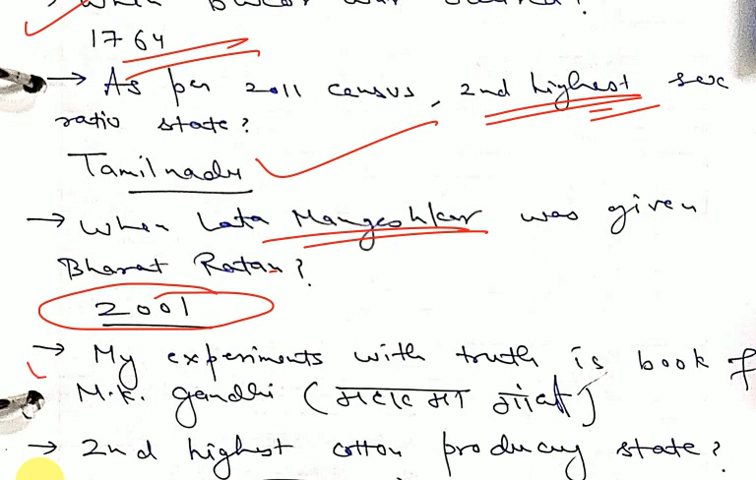 1764
→ As per 2011 census, 2nd highest sex
ratio state?
Tamilnadu
→ When Lata Mangeshkar was given
Bharat Ratan?
2001
→ My experiments with truth is book of
M.K. gandhi (महात्मा गांधी)
→ 2nd highest cotton producing state?